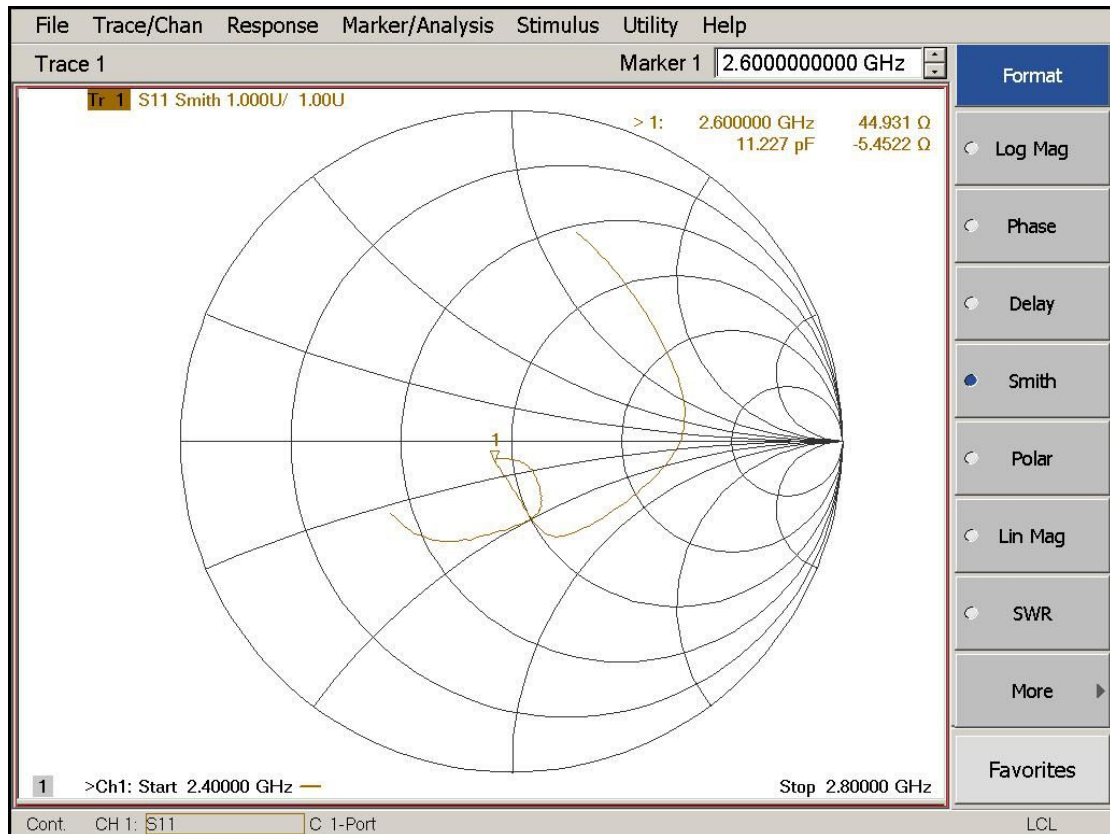 File Trace/Chan Response Marker/Analysis Stimulus Utility Help
Trace 1 Marker 1 2.6000000000 GHz
Tr 1 S11 Smith 1.000U/ 1.00U
> 1: 2.600000 GHz 44.931 Ω
11.227 pF -5.4522 Ω
1
1 >Ch1: Start 2.40000 GHz Stop 2.80000 GHz
Format
Log Mag
Phase
Delay
Smith
Polar
Lin Mag
SWR
More
Favorites
Cont. CH 1: S11 C 1-Port LCL